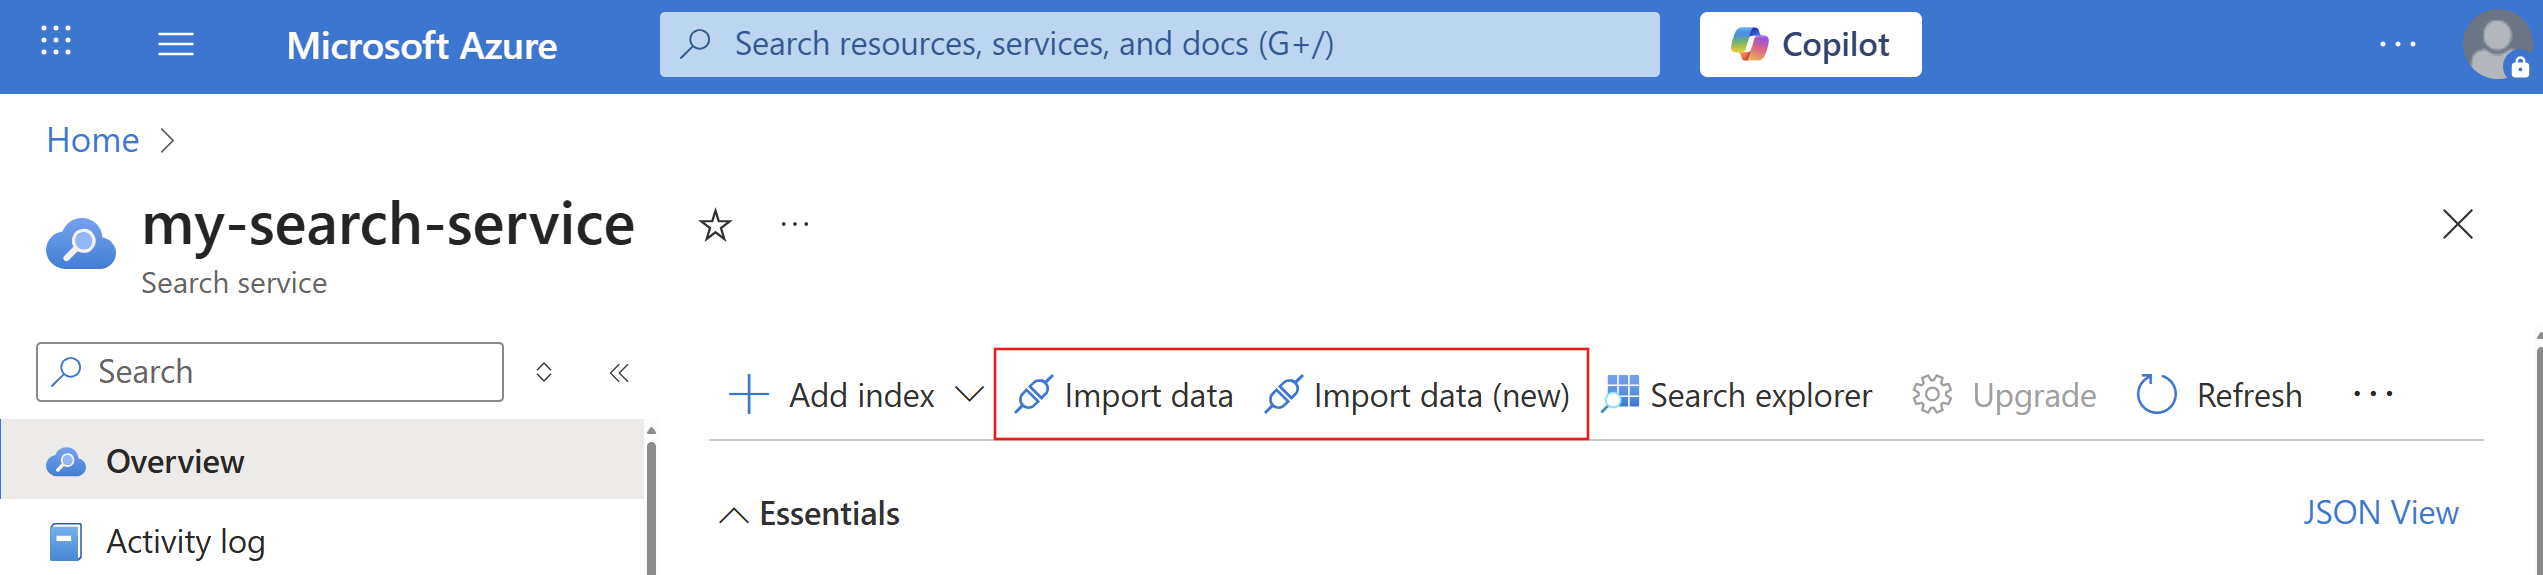 Microsoft Azure
Search resources, services, and docs (G+/)
Copilot
Home
my-search-service
Search service
Search
Add index
Import data
Import data (new)
Search explorer
Upgrade
Refresh
Overview
Activity log
Essentials
JSON View